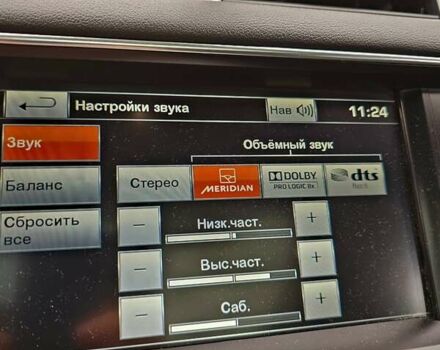 Настройки звука
Нав
11:24
Звук
Объёмный звук
Баланс
Стерео
MERIDIAN
DOLBY
PRO LOGIC IIx
dts
Сбросить
все
Низк.част.
− +
Выс.част.
− +
Саб.
− +